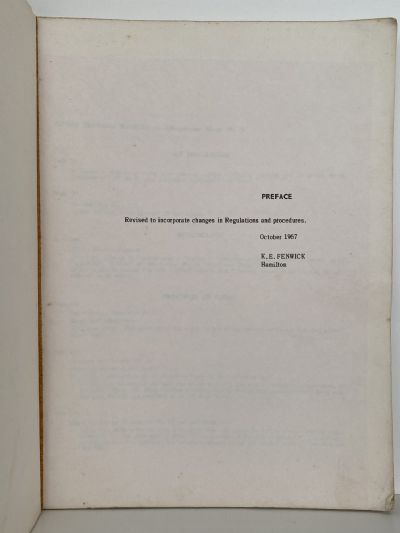 PREFACE
Revised to incorporate changes in Regulations and procedures.
October 1967
K.E. FENWICK
Hamilton